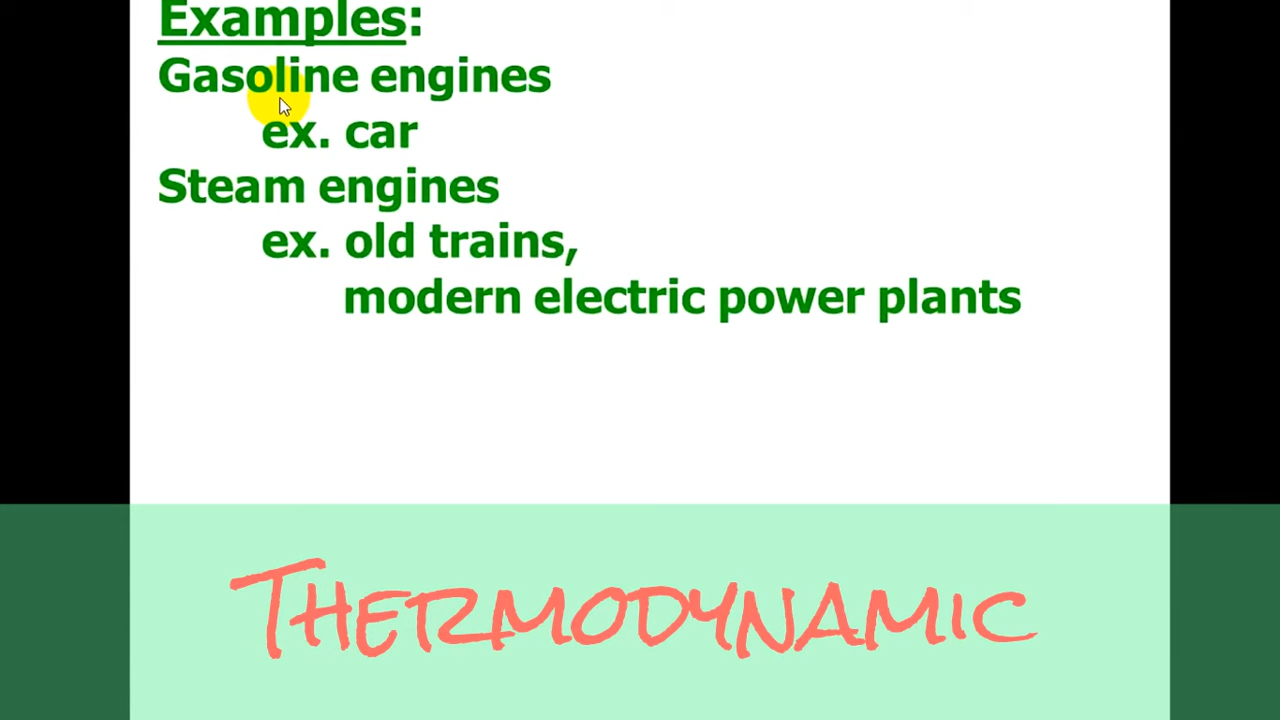 Examples:
Gasoline engines
ex. car
Steam engines
ex. old trains,
modern electric power plants
THERMODYNAMIC